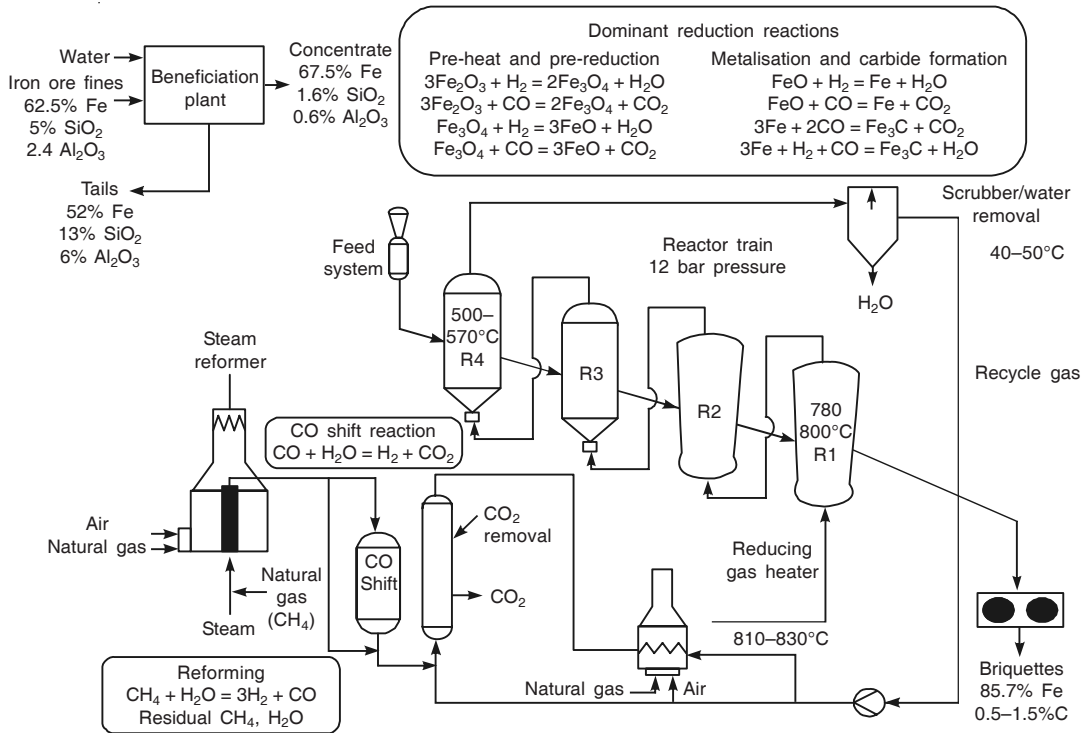 Water
Iron ore fines
62.5% Fe
5% SiO₂
2.4 Al₂O₃
Beneficiation
plant
Concentrate
67.5% Fe
1.6% SiO₂
0.6% Al₂O₃
Tails
52% Fe
13% SiO₂
6% Al₂O₃
Dominant reduction reactions
Pre-heat and pre-reduction
3Fe₂O₃ + H₂ = 2Fe₃O₄ + H₂O
3Fe₂O₃ + CO = 2Fe₃O₄ + CO₂
Fe₃O₄ + H₂ = 3FeO + H₂O
Fe₃O₄ + CO = 3FeO + CO₂
Metalisation and carbide formation
FeO + H₂ = Fe + H₂O
FeO + CO = Fe + CO₂
3Fe + 2CO = Fe₃C + CO₂
3Fe + H₂ + CO = Fe₃C + H₂O
Feed
system
Reactor train
12 bar pressure
Scrubber/water
removal
40–50°C
H₂O
Recycle gas
500–
570°C
R4
R3
R2
780
800°C
R1
Steam
reformer
CO shift reaction
CO + H₂O = H₂ + CO₂
Air
Natural gas
Natural
gas
(CH₄)
Steam
CO
Shift
CO₂
removal
CO₂
Reducing
gas heater
810–830°C
Natural gas
Air
Reforming
CH₄ + H₂O = 3H₂ + CO
Residual CH₄, H₂O
Briquettes
85.7% Fe
0.5–1.5%C